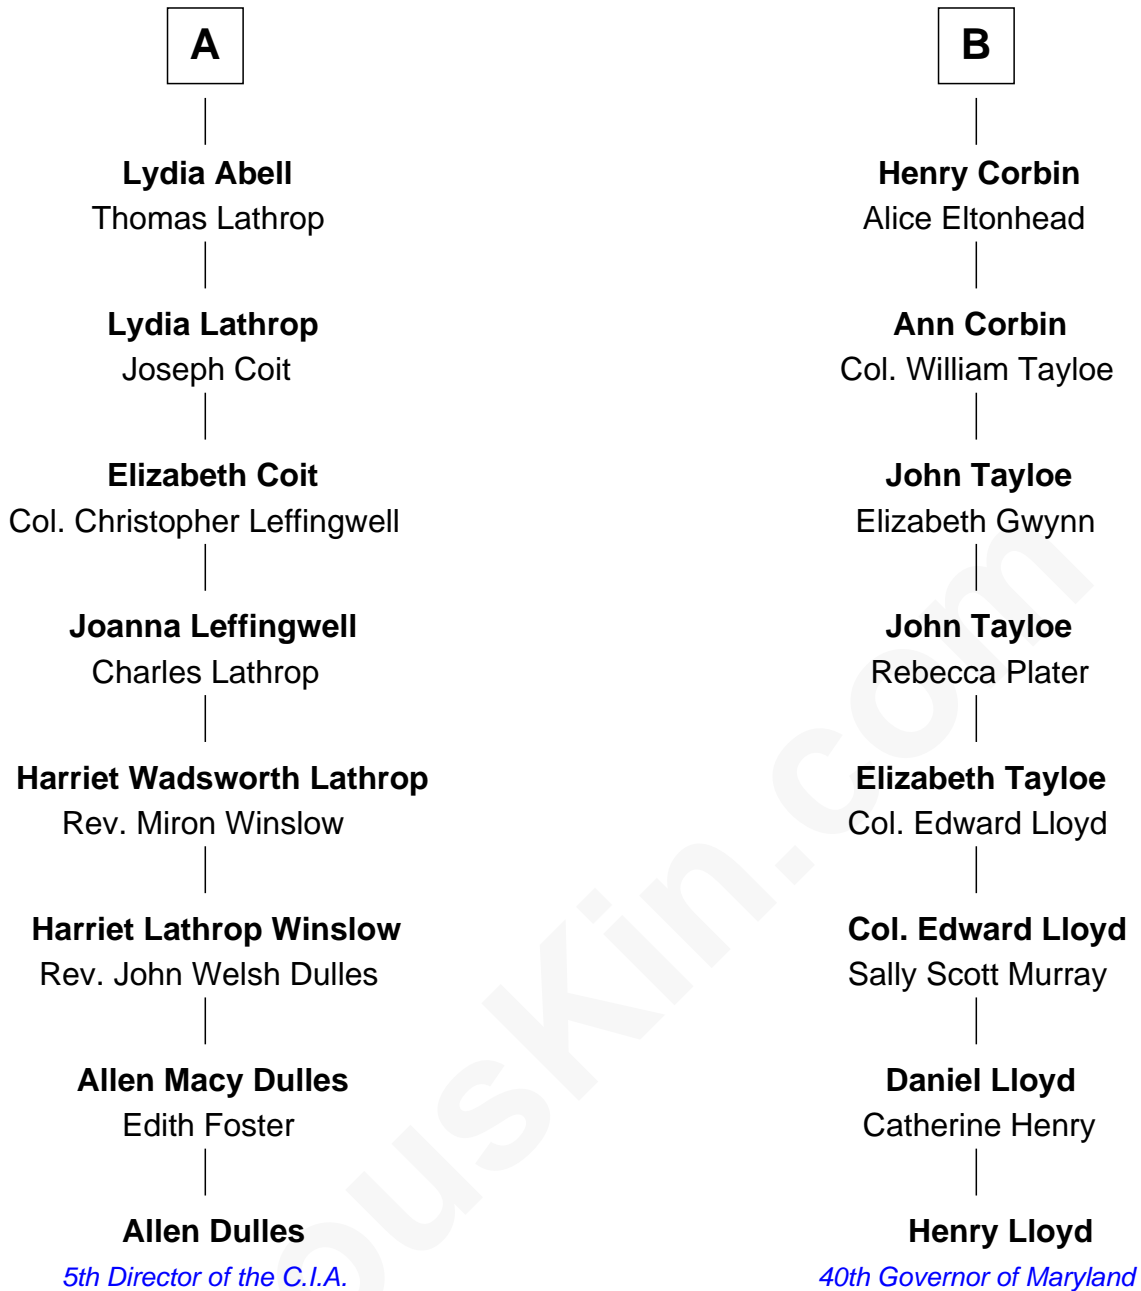 A
Lydia Abell
Thomas Lathrop
Lydia Lathrop
Joseph Coit
Elizabeth Coit
Col. Christopher Leffingwell
Joanna Leffingwell
Charles Lathrop
Harriet Wadsworth Lathrop
Rev. Miron Winslow
Harriet Lathrop Winslow
Rev. John Welsh Dulles
Allen Macy Dulles
Edith Foster
Allen Dulles
5th Director of the C.I.A.
B
Henry Corbin
Alice Eltonhead
Ann Corbin
Col. William Tayloe
John Tayloe
Elizabeth Gwynn
John Tayloe
Rebecca Plater
Elizabeth Tayloe
Col. Edward Lloyd
Col. Edward Lloyd
Sally Scott Murray
Daniel Lloyd
Catherine Henry
Henry Lloyd
40th Governor of Maryland
ousKin.com